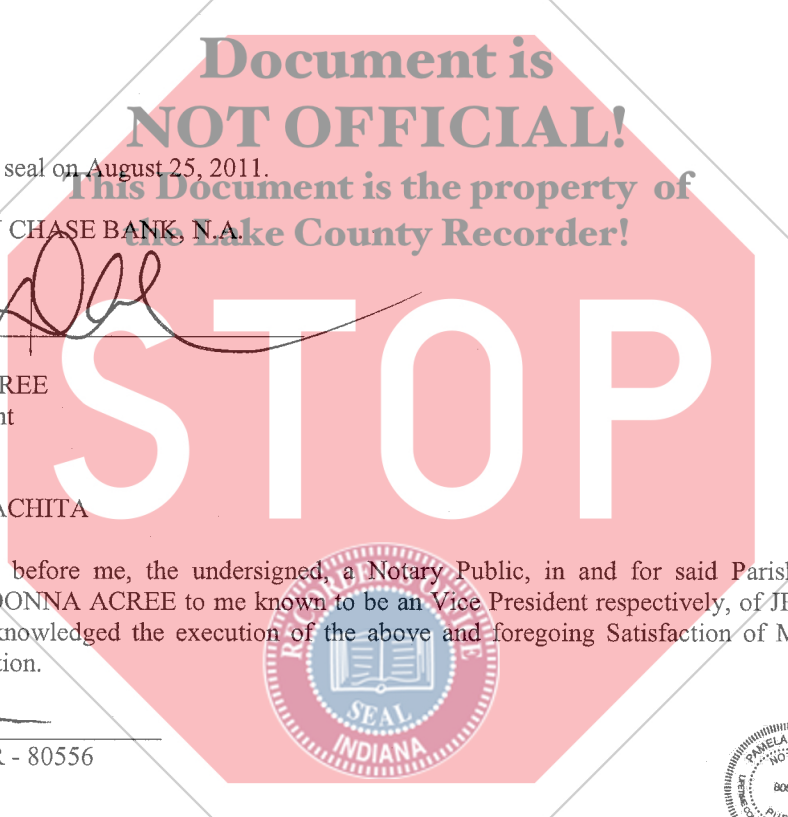 Document is
NOT OFFICIAL!
seal on August 25, 2011.
This Document is the property of
CHASE BANK, N.A.
the Lake County Recorder!
STOP
REE
nt
ACHITA
before me, the undersigned, a Notary Public, in and for said Parish
DONNA ACREE to me known to be an Vice President respectively, of JP
knowledged the execution of the above and foregoing Satisfaction of M
tion.
RECORDER'S OFFICE
SEAL
INDIANA
R - 80556
PAMELA